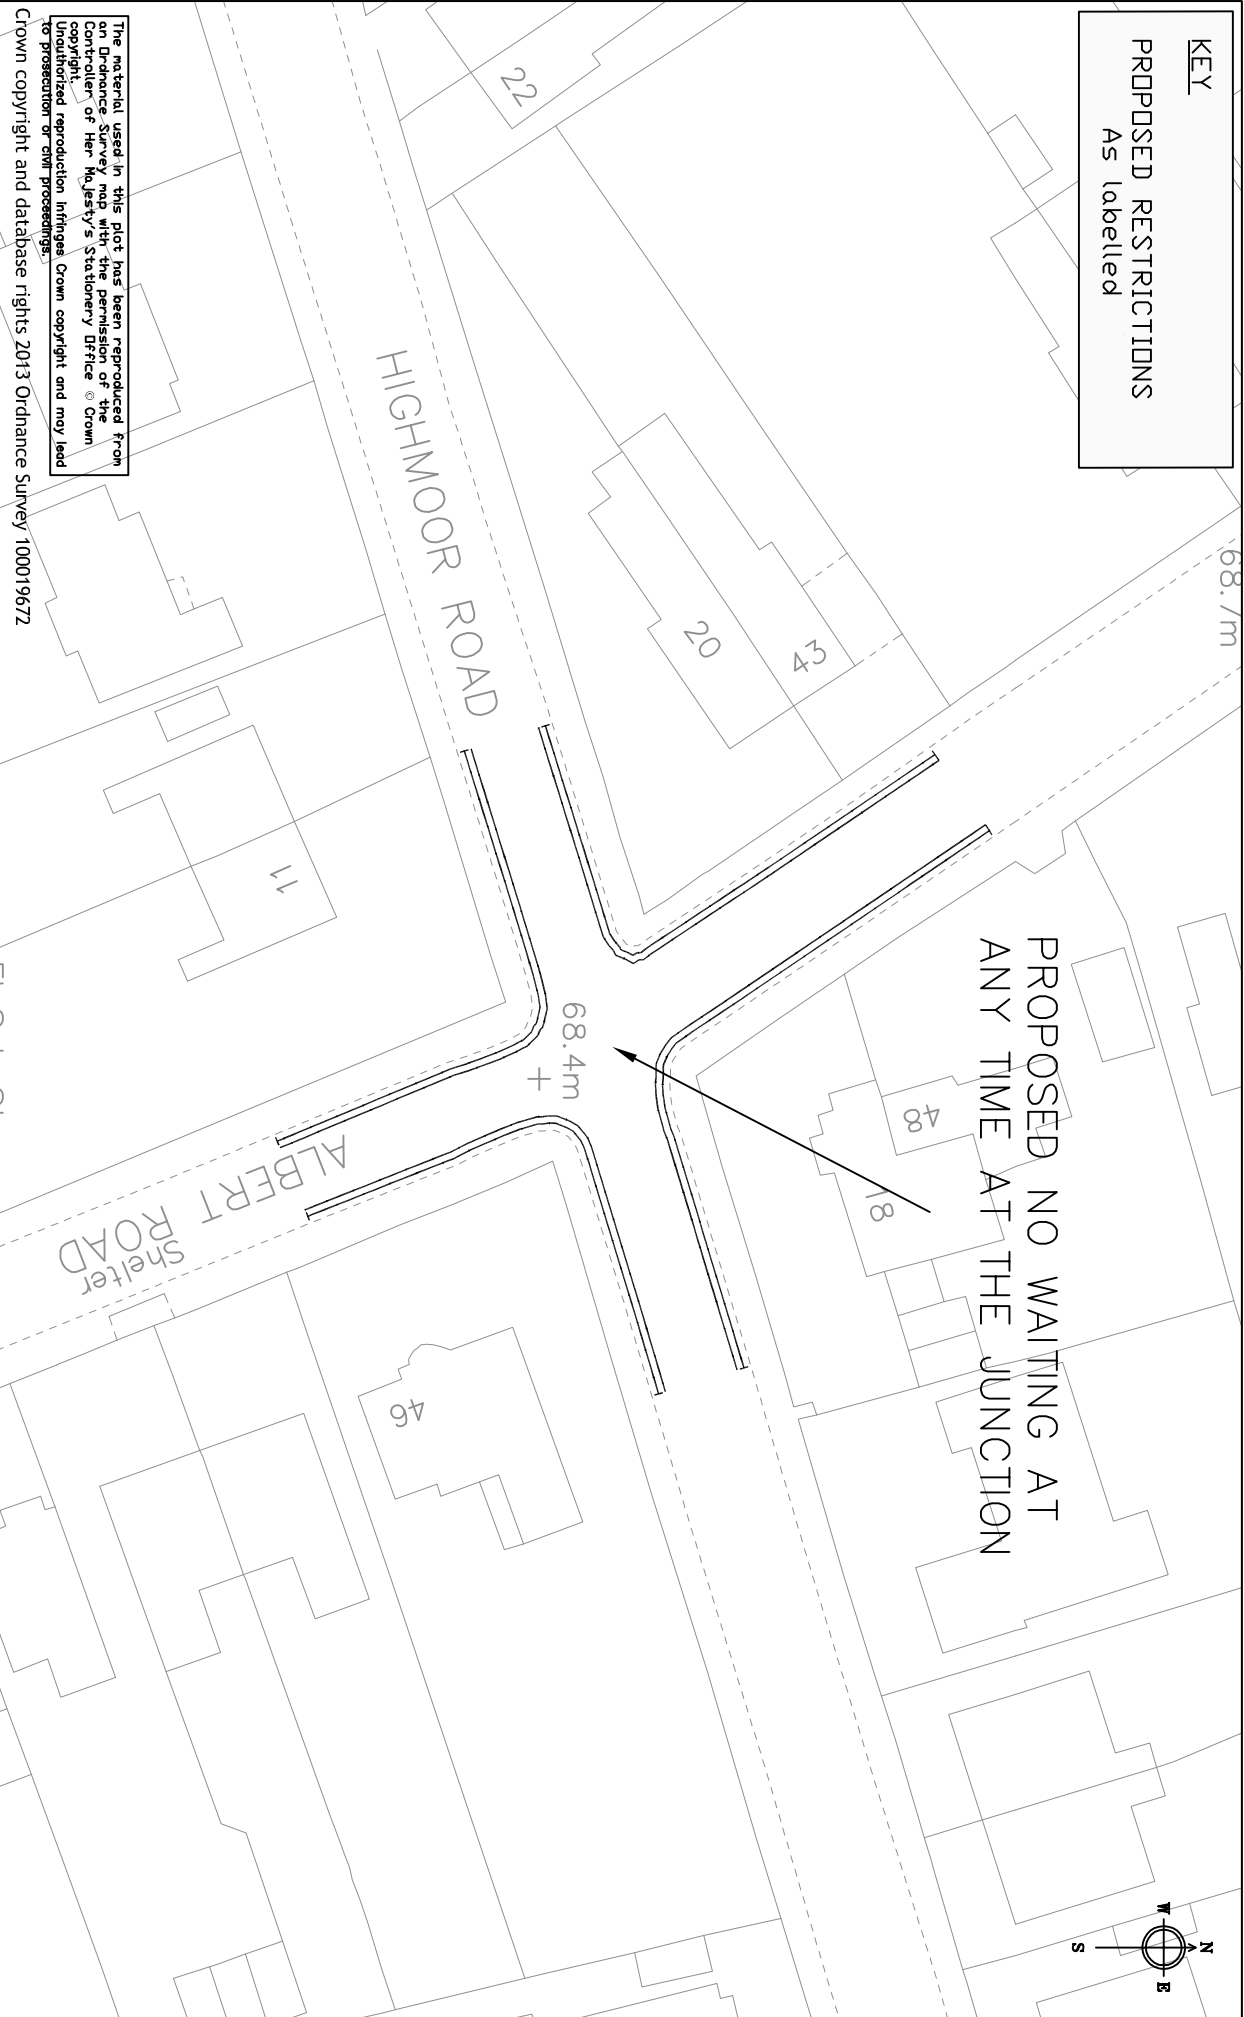 KEY
PROPOSED RESTRICTIONS
As labelled
68.7m
22
HIGHMOOR ROAD
20
43
PROPOSED NO WAITING AT
ANY TIME AT THE JUNCTION
48
18
11
68.4m
ALBERT ROAD
Shelter
46
N
W
E
S
The material used in this plot has been reproduced from
an Ordnance Survey map with the permission of the
Controller of Her Majesty's Stationery Office © Crown
copyright.
Unauthorized reproduction infringes Crown copyright and may lead
to prosecution or civil proceedings.
Crown copyright and database rights 2013 Ordnance Survey 100019672